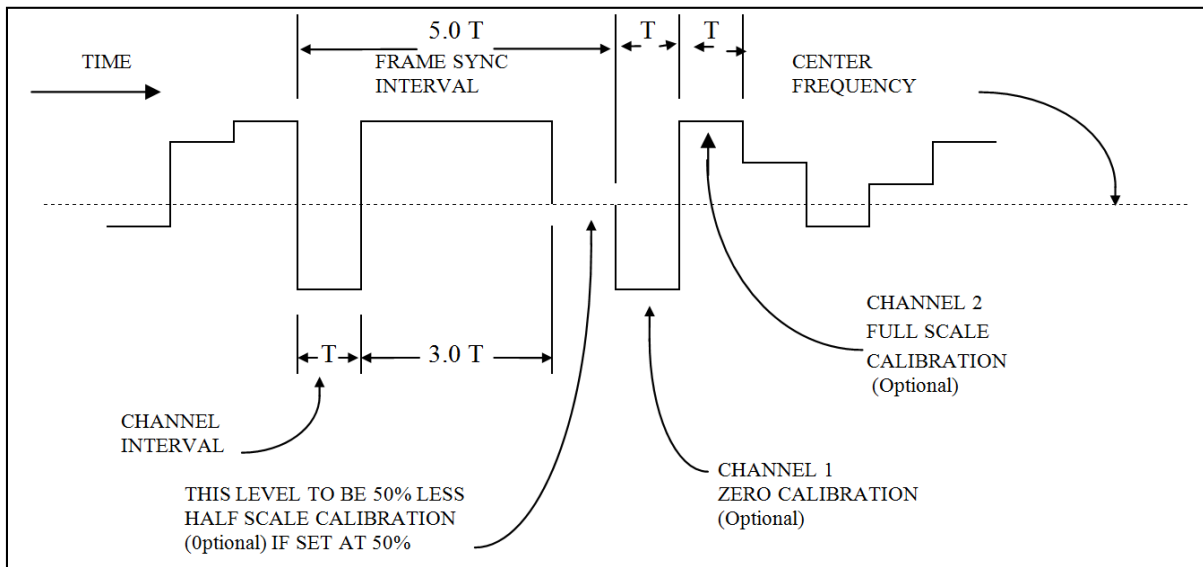 5.0 T
T
T
TIME
FRAME SYNC
INTERVAL
CENTER
FREQUENCY
T
3.0 T
CHANNEL 2
FULL SCALE
CALIBRATION
(Optional)
CHANNEL
INTERVAL
CHANNEL 1
ZERO CALIBRATION
(Optional)
THIS LEVEL TO BE 50% LESS
HALF SCALE CALIBRATION
(0ptional) IF SET AT 50%